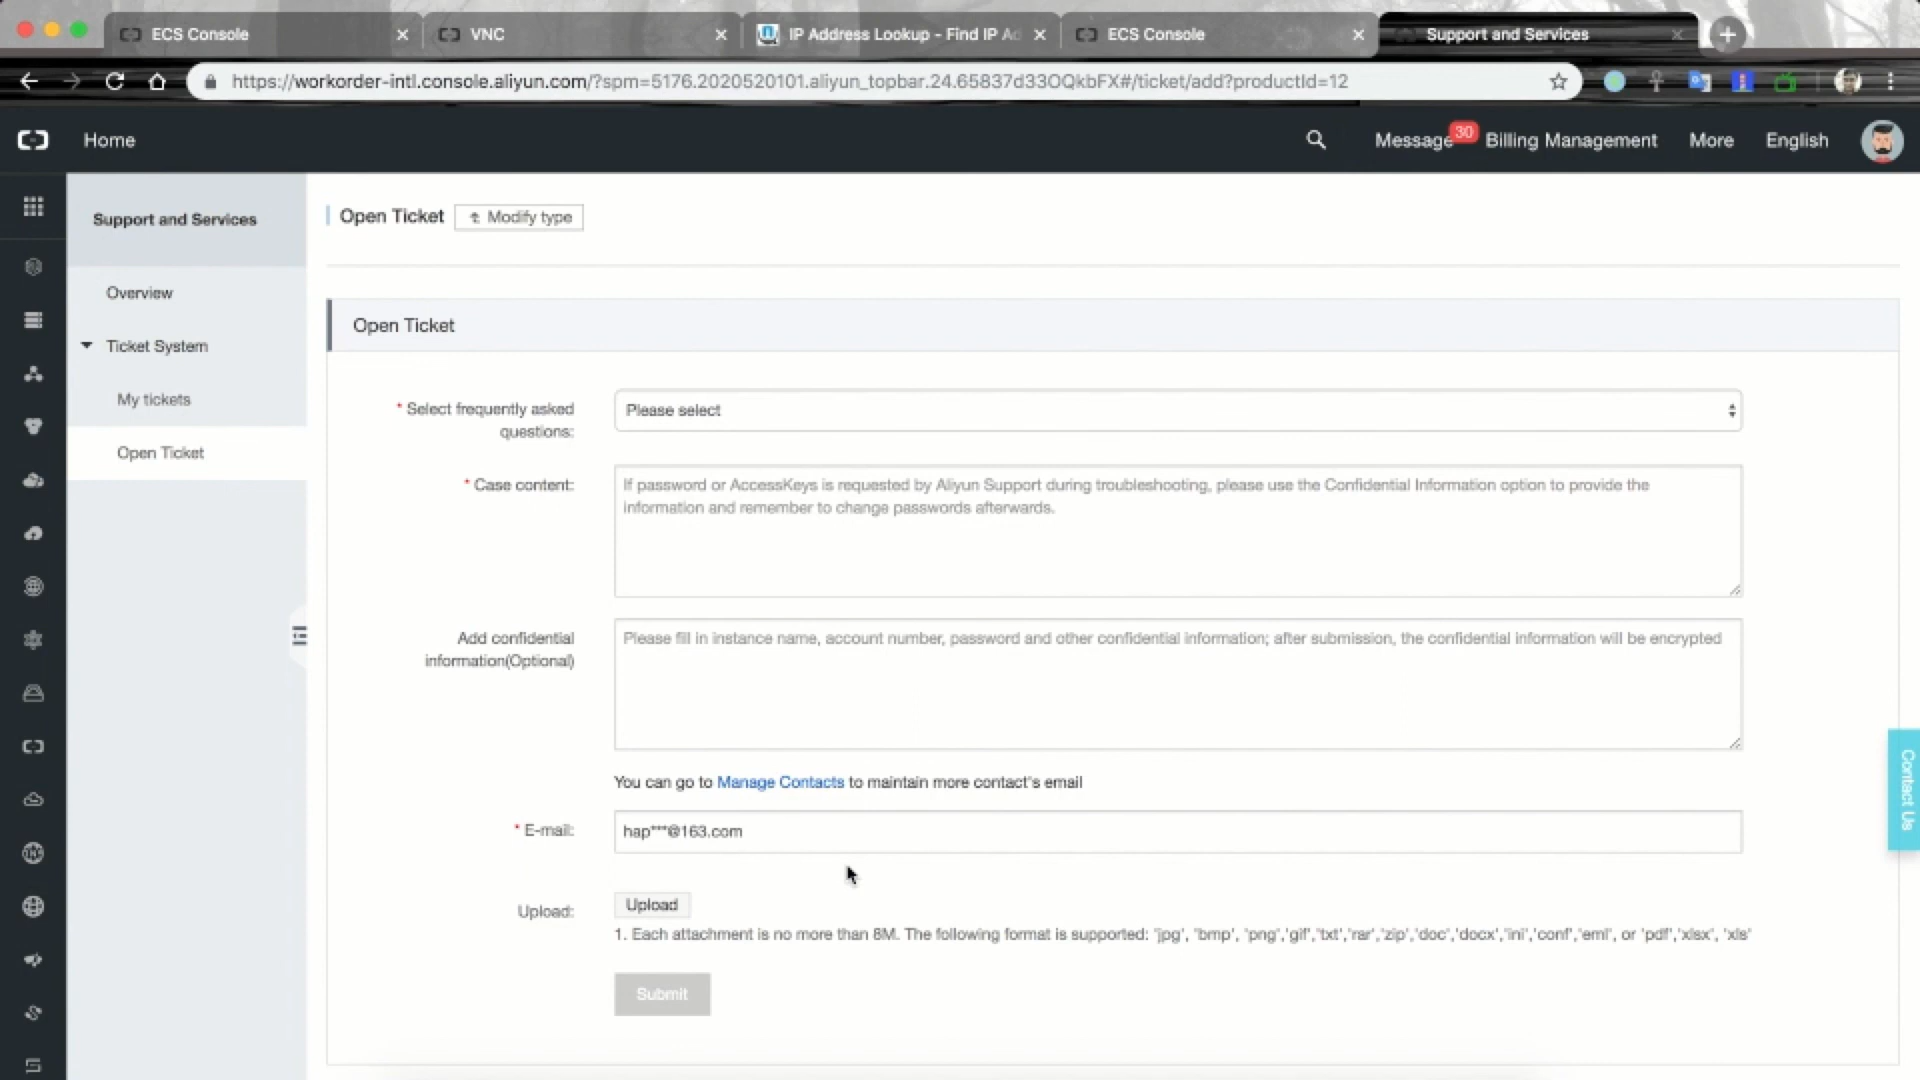 ECS Console
VNC
IP Address Lookup - Find IP Ad
ECS Console
Support and Services
https://workorder-intl.console.aliyun.com/?spm=5176.2020520101.aliyun_topbar.24.65837d33OQkbFX#/ticket/add?productId=12
Home
Message 30
Billing Management
More
English
Support and Services
Overview
Ticket System
My tickets
Open Ticket
Open Ticket
Modify type
Open Ticket
* Select frequently asked
questions:
Please select
* Case content:
If password or AccessKeys is requested by Aliyun Support during troubleshooting, please use the Confidential Information option to provide the
information and remember to change passwords afterwards.
Add confidential
information(Optional)
Please fill in instance name, account number, password and other confidential information; after submission, the confidential information will be encrypted
You can go to Manage Contacts to maintain more contact's email
* E-mail:
hap***@163.com
Upload:
Upload
1. Each attachment is no more than 8M. The following format is supported: 'jpg', 'bmp', 'png','gif','txt','rar','zip','doc','docx','ini','conf','eml', or 'pdf','xlsx', 'xls'
Submit
Contact Us